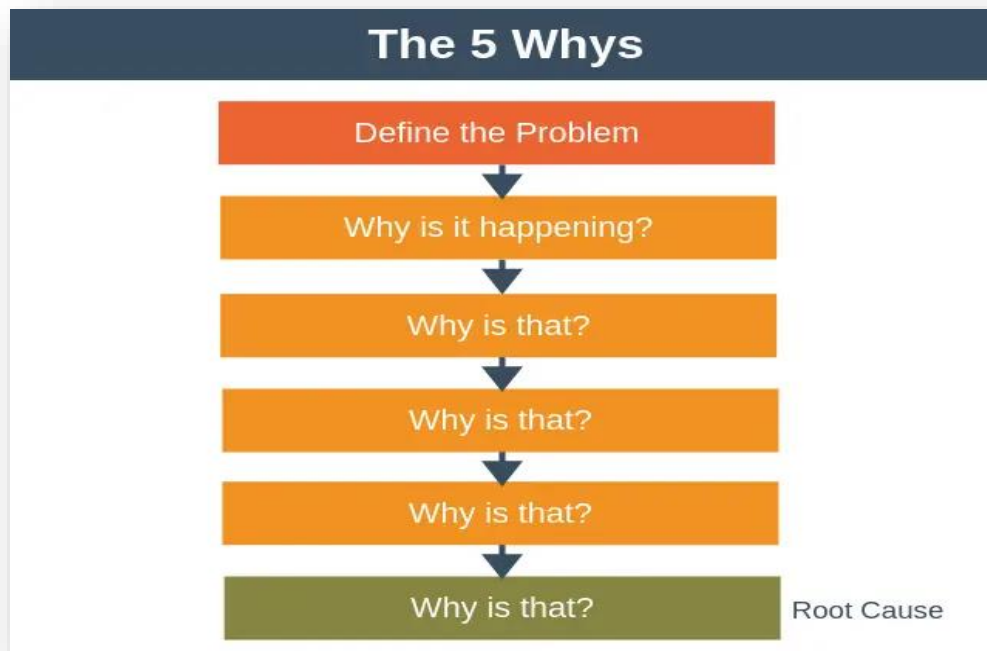 The 5 Whys
Define the Problem
Why is it happening?
Why is that?
Why is that?
Why is that?
Why is that?
Root Cause